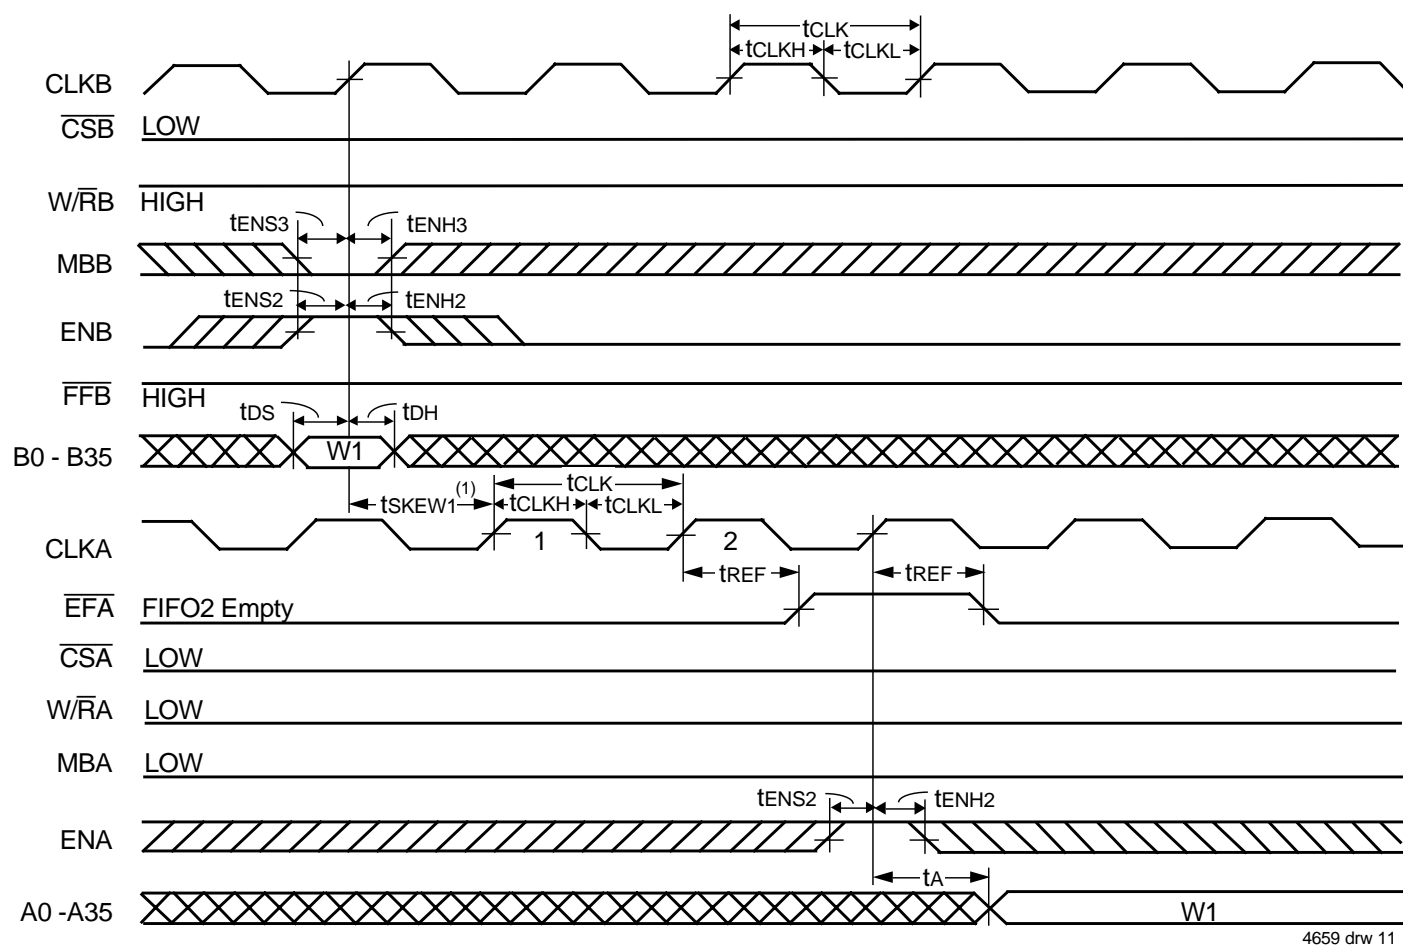 tCLK
tCLKH tCLKL
CLKB
CSB LOW
W/RB HIGH
tENS3 tENH3
MBB
tENS2 tENH2
ENB
FFB HIGH
tDS tDH
B0 - B35 W1
tCLK
tSKEW1(1) tCLKH tCLKL
CLKA 1 2
tREF tREF
EFA FIFO2 Empty
CSA LOW
W/RA LOW
MBA LOW
tENS2 tENH2
ENA
tA
A0 -A35 W1
4659 drw 11